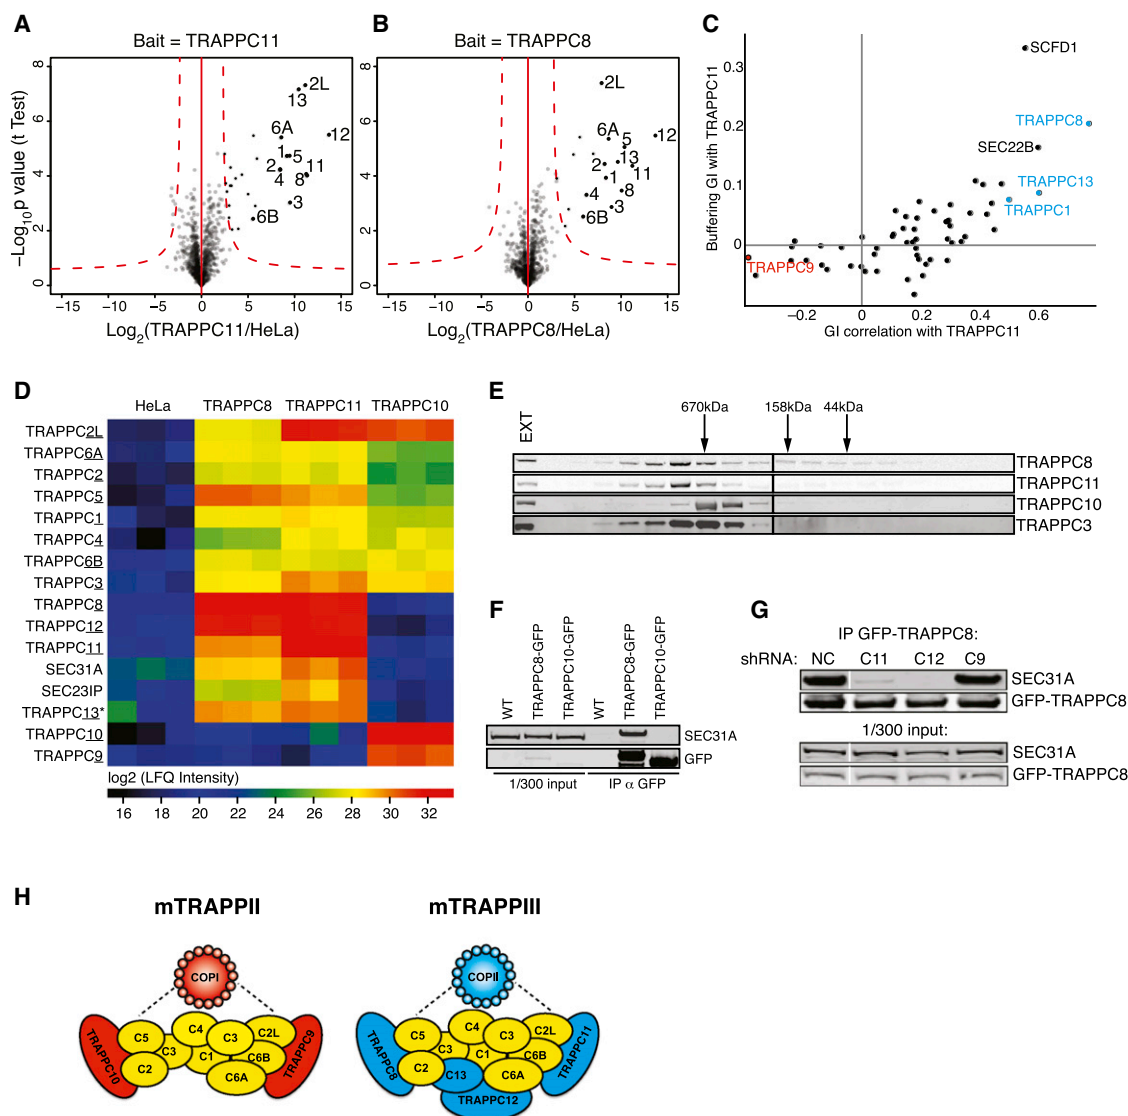 A
Bait = TRAPPC11
–Log10p value (t Test)
8
6
4
2
0
2L
13
6A
12
1
5
2
11
4
8
3
6B
−15 −10 −5 0 5 10 15
Log2(TRAPPC11/HeLa)
B
Bait = TRAPPC8
8
6
4
2
0
2L
6A
5
12
13
2
11
1
8
4
3
6B
−15 −10 −5 0 5 10 15
Log2(TRAPPC8/HeLa)
C
Buffering GI with TRAPPC11
0.3
0.2
0.1
0
SCFD1
TRAPPC8
SEC22B
TRAPPC13
TRAPPC1
TRAPPC9
−0.2 0 0.2 0.4 0.6
GI correlation with TRAPPC11
D
HeLa TRAPPC8 TRAPPC11 TRAPPC10
TRAPPC2L
TRAPPC6A
TRAPPC2
TRAPPC5
TRAPPC1
TRAPPC4
TRAPPC6B
TRAPPC3
TRAPPC8
TRAPPC12
TRAPPC11
SEC31A
SEC23IP
TRAPPC13*
TRAPPC10
TRAPPC9
log2 (LFQ Intensity)
16 18 20 22 24 26 28 30 32
E
EXT
670kDa 158kDa 44kDa
TRAPPC8
TRAPPC11
TRAPPC10
TRAPPC3
F
WT TRAPPC8-GFP TRAPPC10-GFP WT TRAPPC8-GFP TRAPPC10-GFP
SEC31A
GFP
1/300 input IP α GFP
G
IP GFP-TRAPPC8:
shRNA: NC C11 C12 C9
SEC31A
GFP-TRAPPC8
1/300 input:
SEC31A
GFP-TRAPPC8
H
mTRAPPII
COPI
TRAPPC10
C5
C4
C3
C2L
C3
C1
C6B
C2
C6A
TRAPPC9
mTRAPPIII
COPII
TRAPPC8
C5
C4
C3
C2L
C3
C1
C6B
C2
C13
C6A
TRAPPC11
TRAPPC12